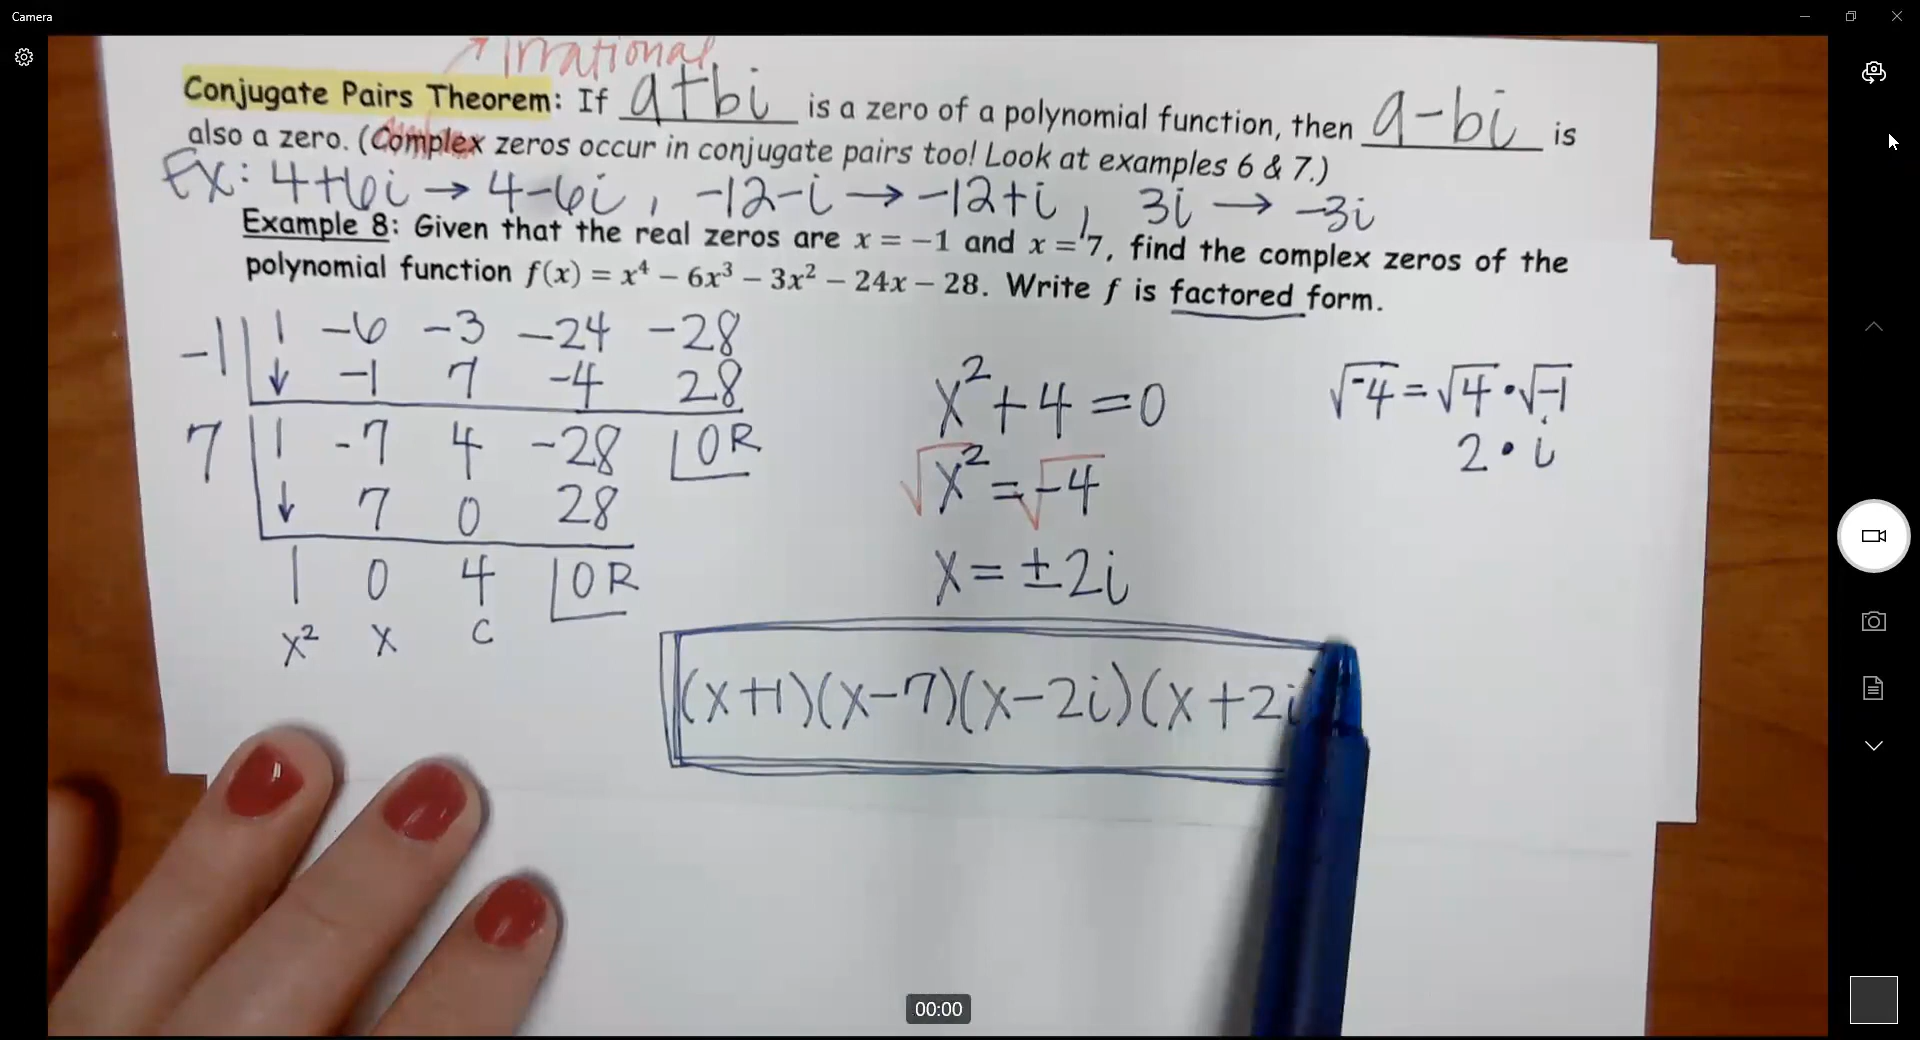 Camera
↗ Irrational
Conjugate Pairs Theorem: If a+bi is a zero of a polynomial function, then a-bi is
also a zero. (Complex zeros occur in conjugate pairs too! Look at examples 6 & 7.)
Ex: 4+6i → 4-6i, -12-i → -12+i, 3i → -3i
Example 8: Given that the real zeros are x = −1 and x = 7, find the complex zeros of the
polynomial function f(x) = x⁴ − 6x³ − 3x² − 24x − 28. Write f is factored form.
-1 | 1 -6 -3 -24 -28
↓ -1 7 -4 28
7 | 1 -7 4 -28 | 0 R
↓ 7 0 28
1 0 4 | 0 R
x² x c
x² + 4 = 0
√x² = √-4
x = ±2i
√-4 = √4 • √-1
i
2 • i
(x+1)(x-7)(x-2i)(x+2i
00:00